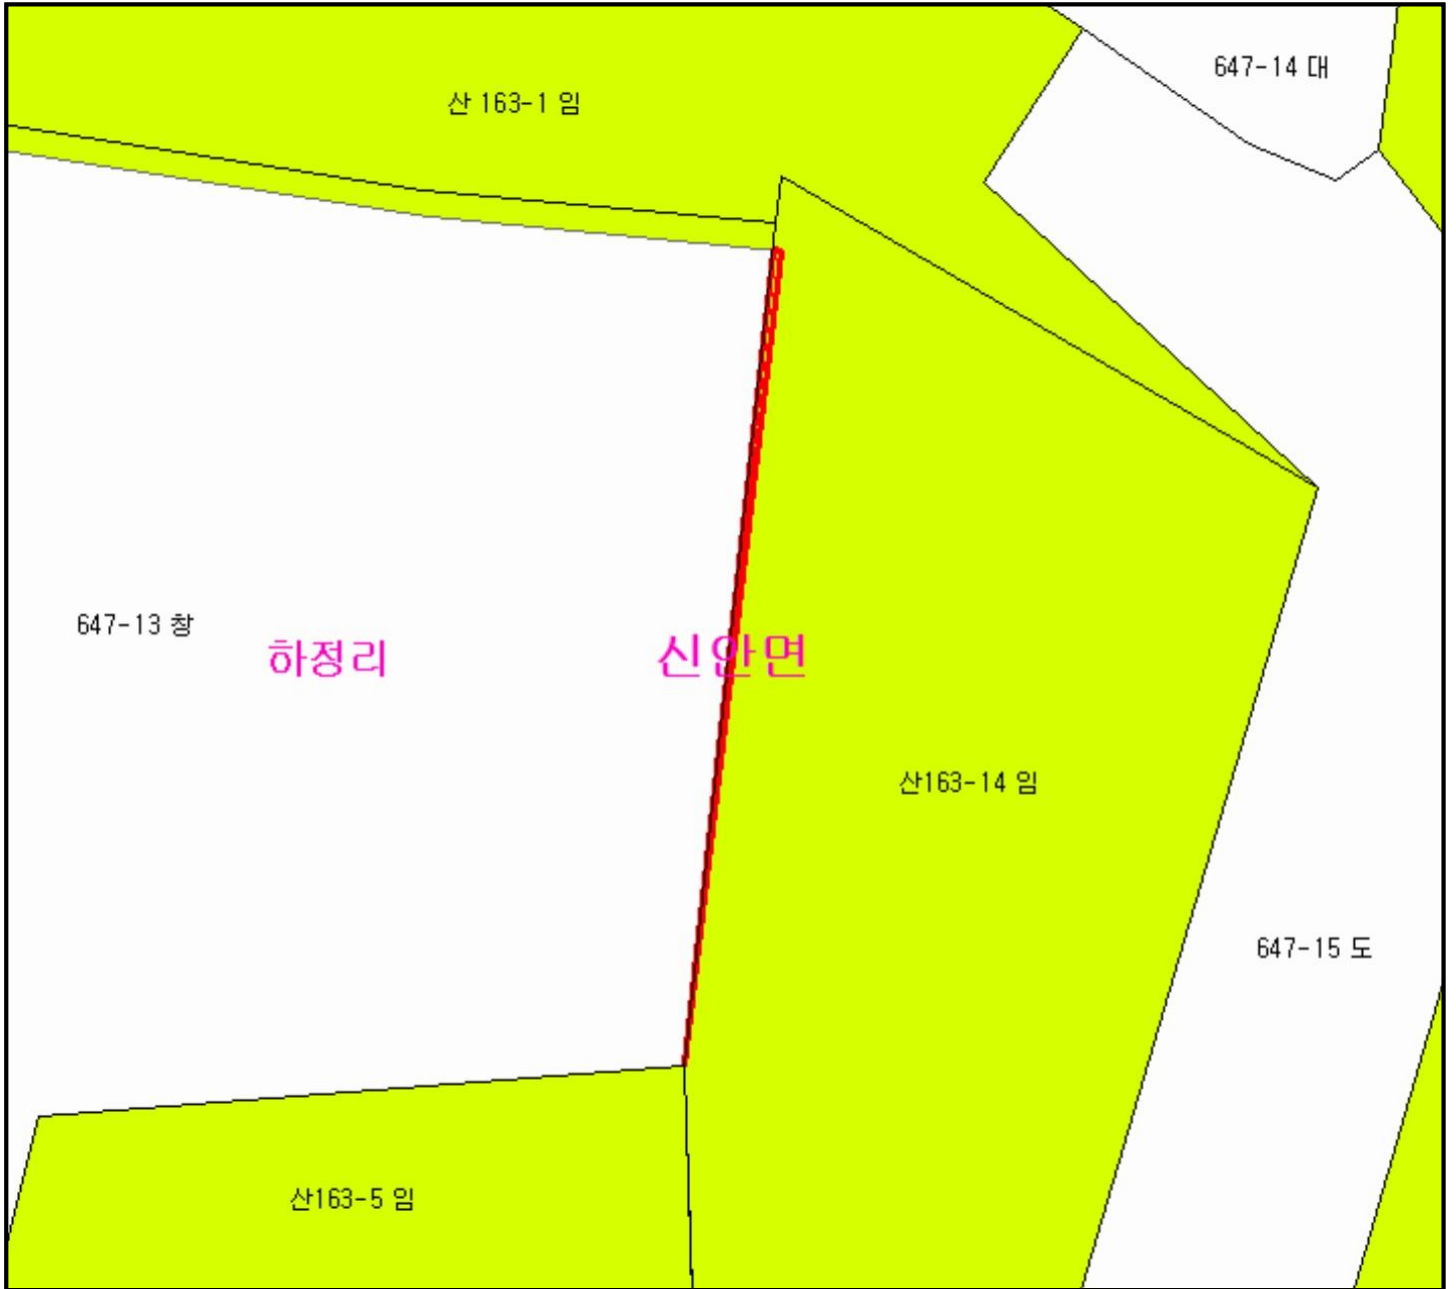 647-14 대
산 163-1 임
647-13 창
하정리
신안면
산163-14 임
647-15 도
산163-5 임